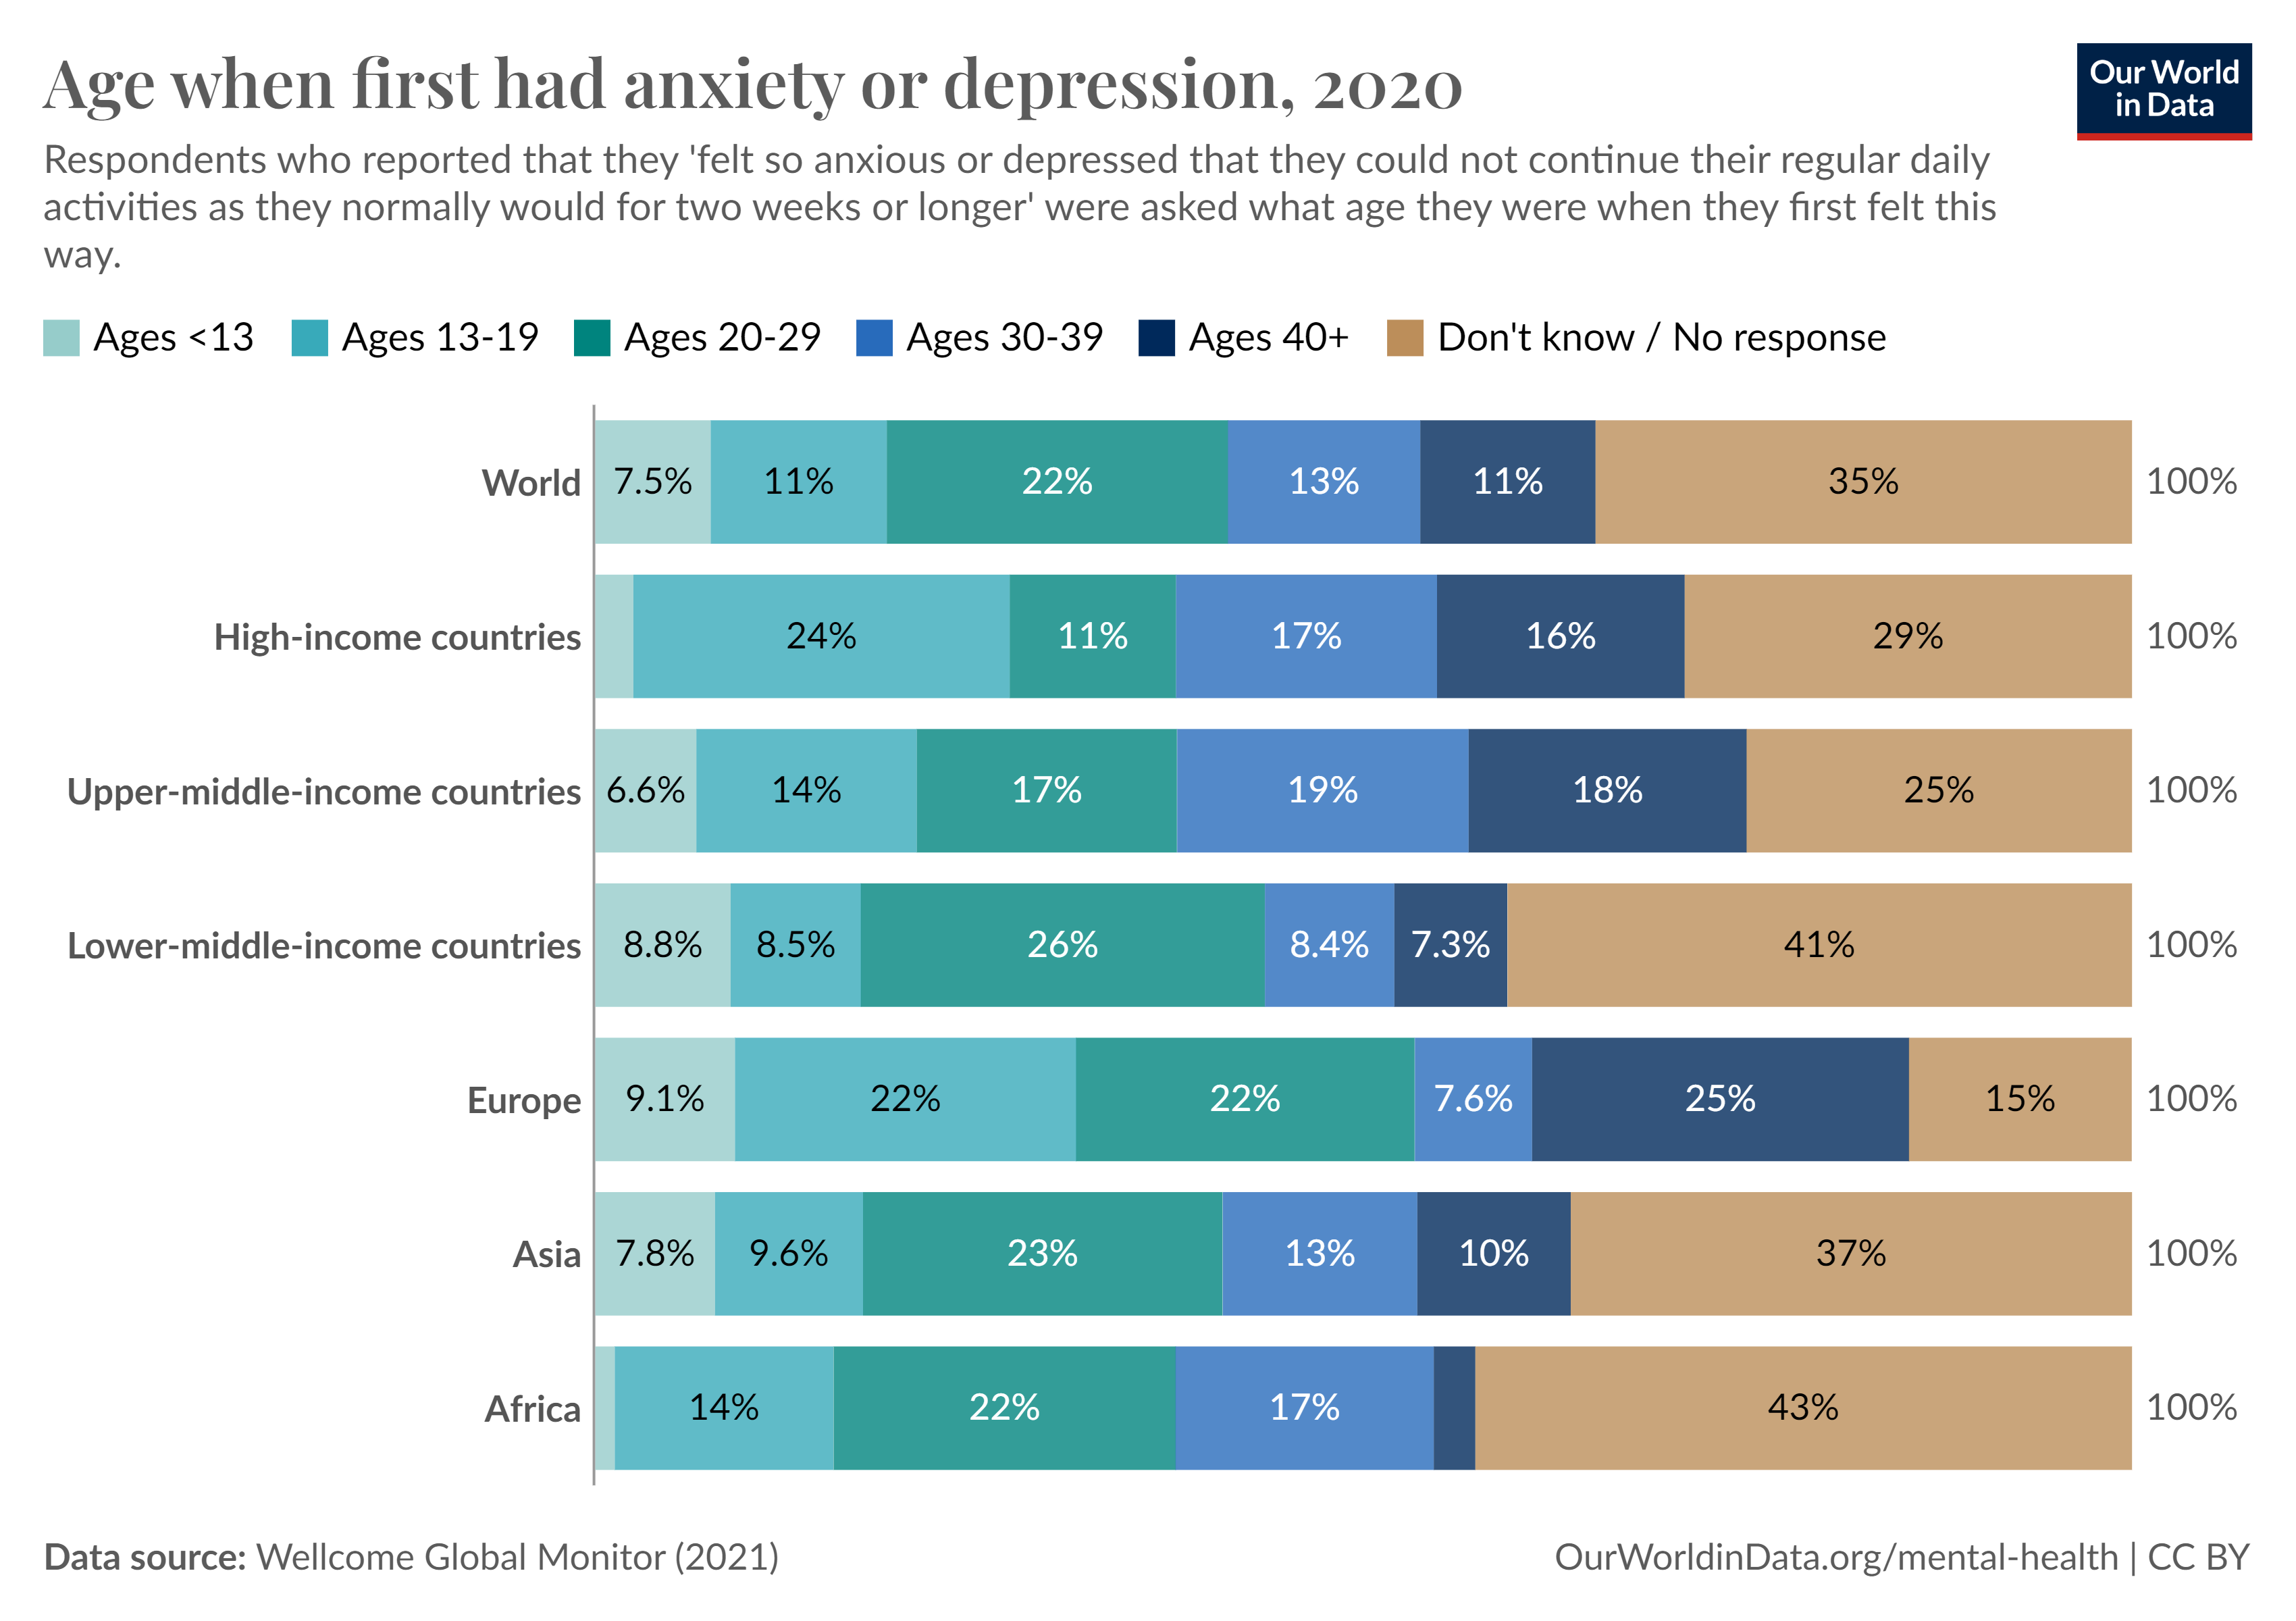 Age when first had anxiety or depression, 2020
Our World
in Data
Respondents who reported that they 'felt so anxious or depressed that they could not continue their regular daily
activities as they normally would for two weeks or longer' were asked what age they were when they first felt this
way.
Ages <13 Ages 13-19 Ages 20-29 Ages 30-39 Ages 40+ Don't know / No response
World 7.5% 11% 22% 13% 11% 35% 100%
High-income countries 24% 11% 17% 16% 29% 100%
Upper-middle-income countries 6.6% 14% 17% 19% 18% 25% 100%
Lower-middle-income countries 8.8% 8.5% 26% 8.4% 7.3% 41% 100%
Europe 9.1% 22% 22% 7.6% 25% 15% 100%
Asia 7.8% 9.6% 23% 13% 10% 37% 100%
Africa 14% 22% 17% 43% 100%
Data source: Wellcome Global Monitor (2021) OurWorldinData.org/mental-health | CC BY